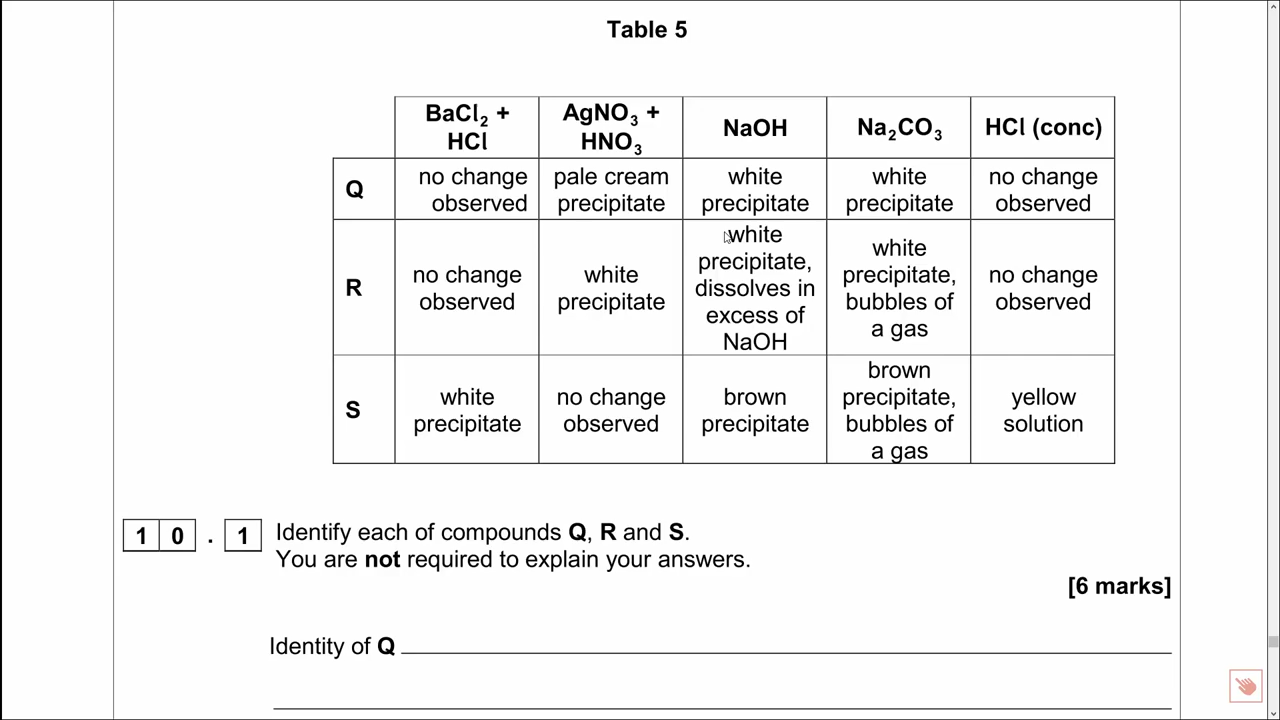 Table 5
BaCl₂ +
HCl
AgNO₃ +
HNO₃
NaOH
Na₂CO₃
HCl (conc)
Q
no change
observed
pale cream
precipitate
white
precipitate
white
precipitate
no change
observed
R
no change
observed
white
precipitate
white
precipitate,
dissolves in
excess of
NaOH
white
precipitate,
bubbles of
a gas
no change
observed
S
white
precipitate
no change
observed
brown
precipitate
brown
precipitate,
bubbles of
a gas
yellow
solution
1 0 . 1 Identify each of compounds Q, R and S.
You are not required to explain your answers.
[6 marks]
Identity of Q